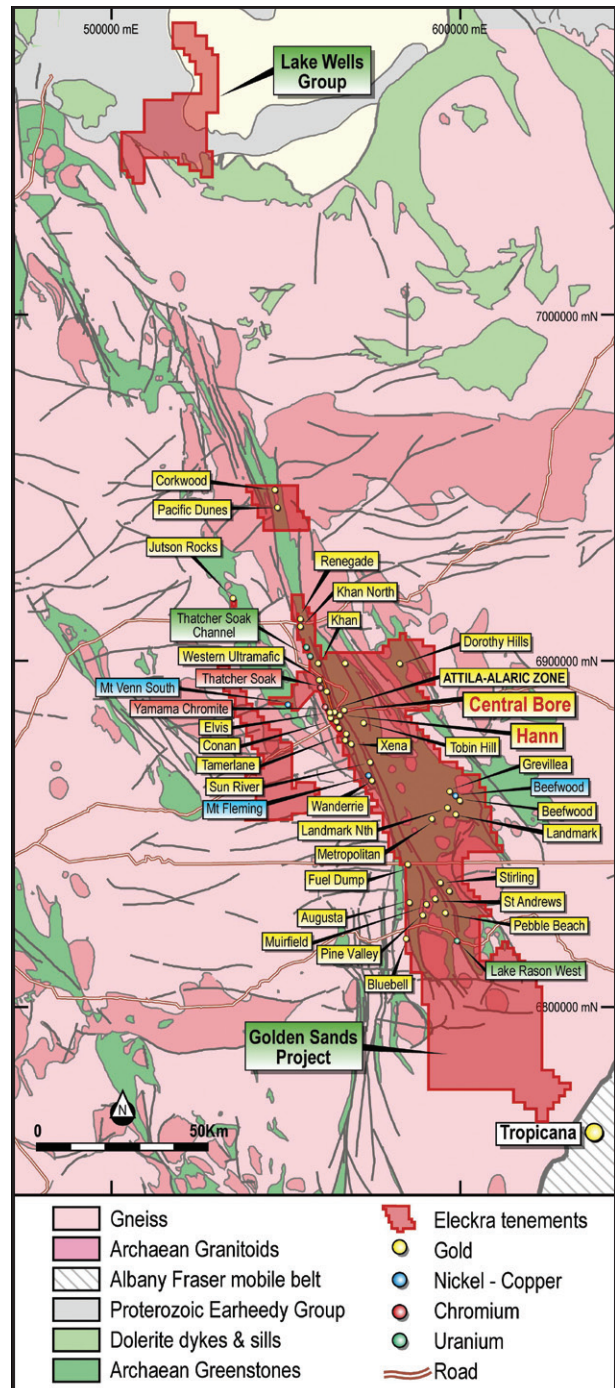 500000 mE
600000 mE
Lake Wells
Group
7000000 mN
Corkwood
Pacific Dunes
Jutson Rocks
Renegade
Khan North
Thatcher Soak
Channel
Khan
Western Ultramafic
Dorothy Hills
6900000 mN
Thatcher Soak
Mt Venn South
ATTILA-ALARIC ZONE
Yamama Chromite
Central Bore
Elvis
Hann
Conan
Xena
Tobin Hill
Tamerlane
Grevillea
Sun River
Beefwood
Mt Fleming
Wanderrie
Beefwood
Landmark Nth
Landmark
Metropolitan
Fuel Dump
Stirling
Augusta
St Andrews
Muirfield
Pebble Beach
Pine Valley
Lake Rason West
Bluebell
6800000 mN
Golden Sands
Project
N
0
50Km
Tropicana
Gneiss
Archaean Granitoids
Albany Fraser mobile belt
Proterozoic Earheedy Group
Dolerite dykes & sills
Archaean Greenstones
Eleckra tenements
Gold
Nickel - Copper
Chromium
Uranium
Road